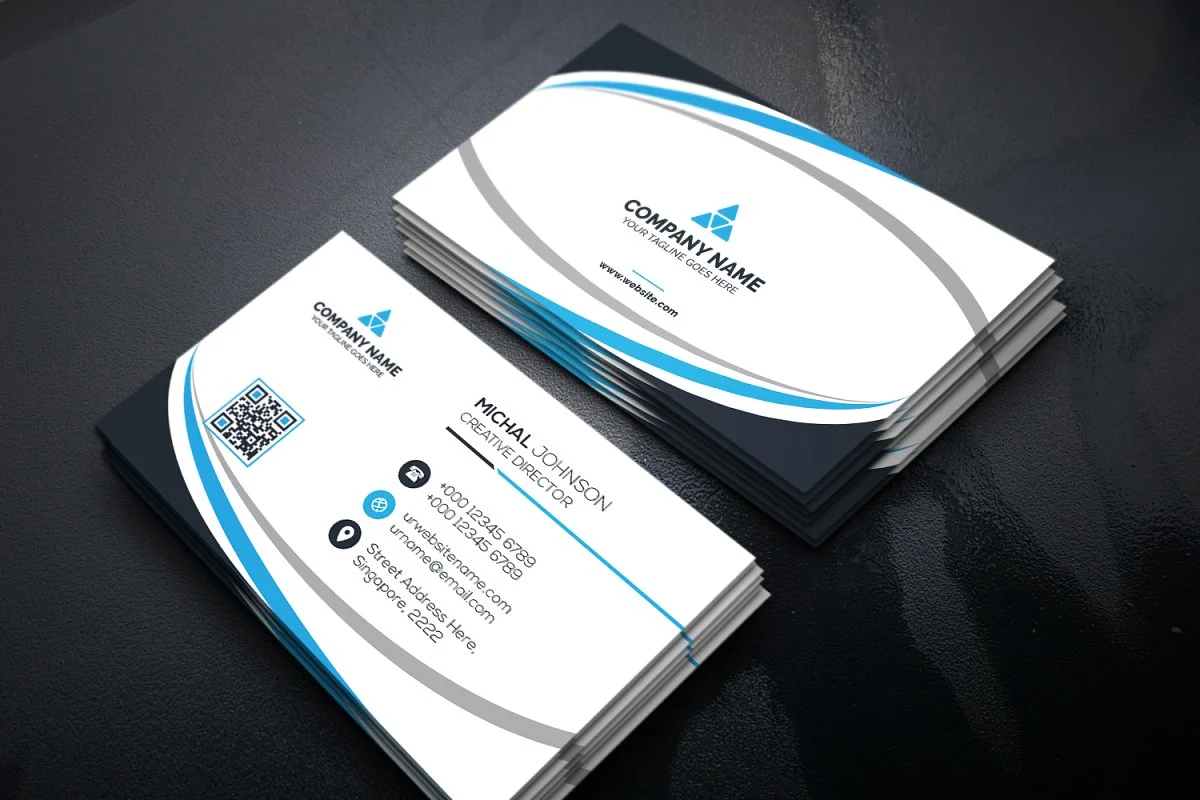 COMPANY NAME
YOUR TAGLINE GOES HERE
www.website.com
COMPANY NAME
YOUR TAGLINE GOES HERE
MICHAL JOHNSON
CREATIVE DIRECTOR
+000 12345 6789
+000 12345 6789
urwebsitename.com
urname@email.com
Street Address Here,
Singapore, 2222